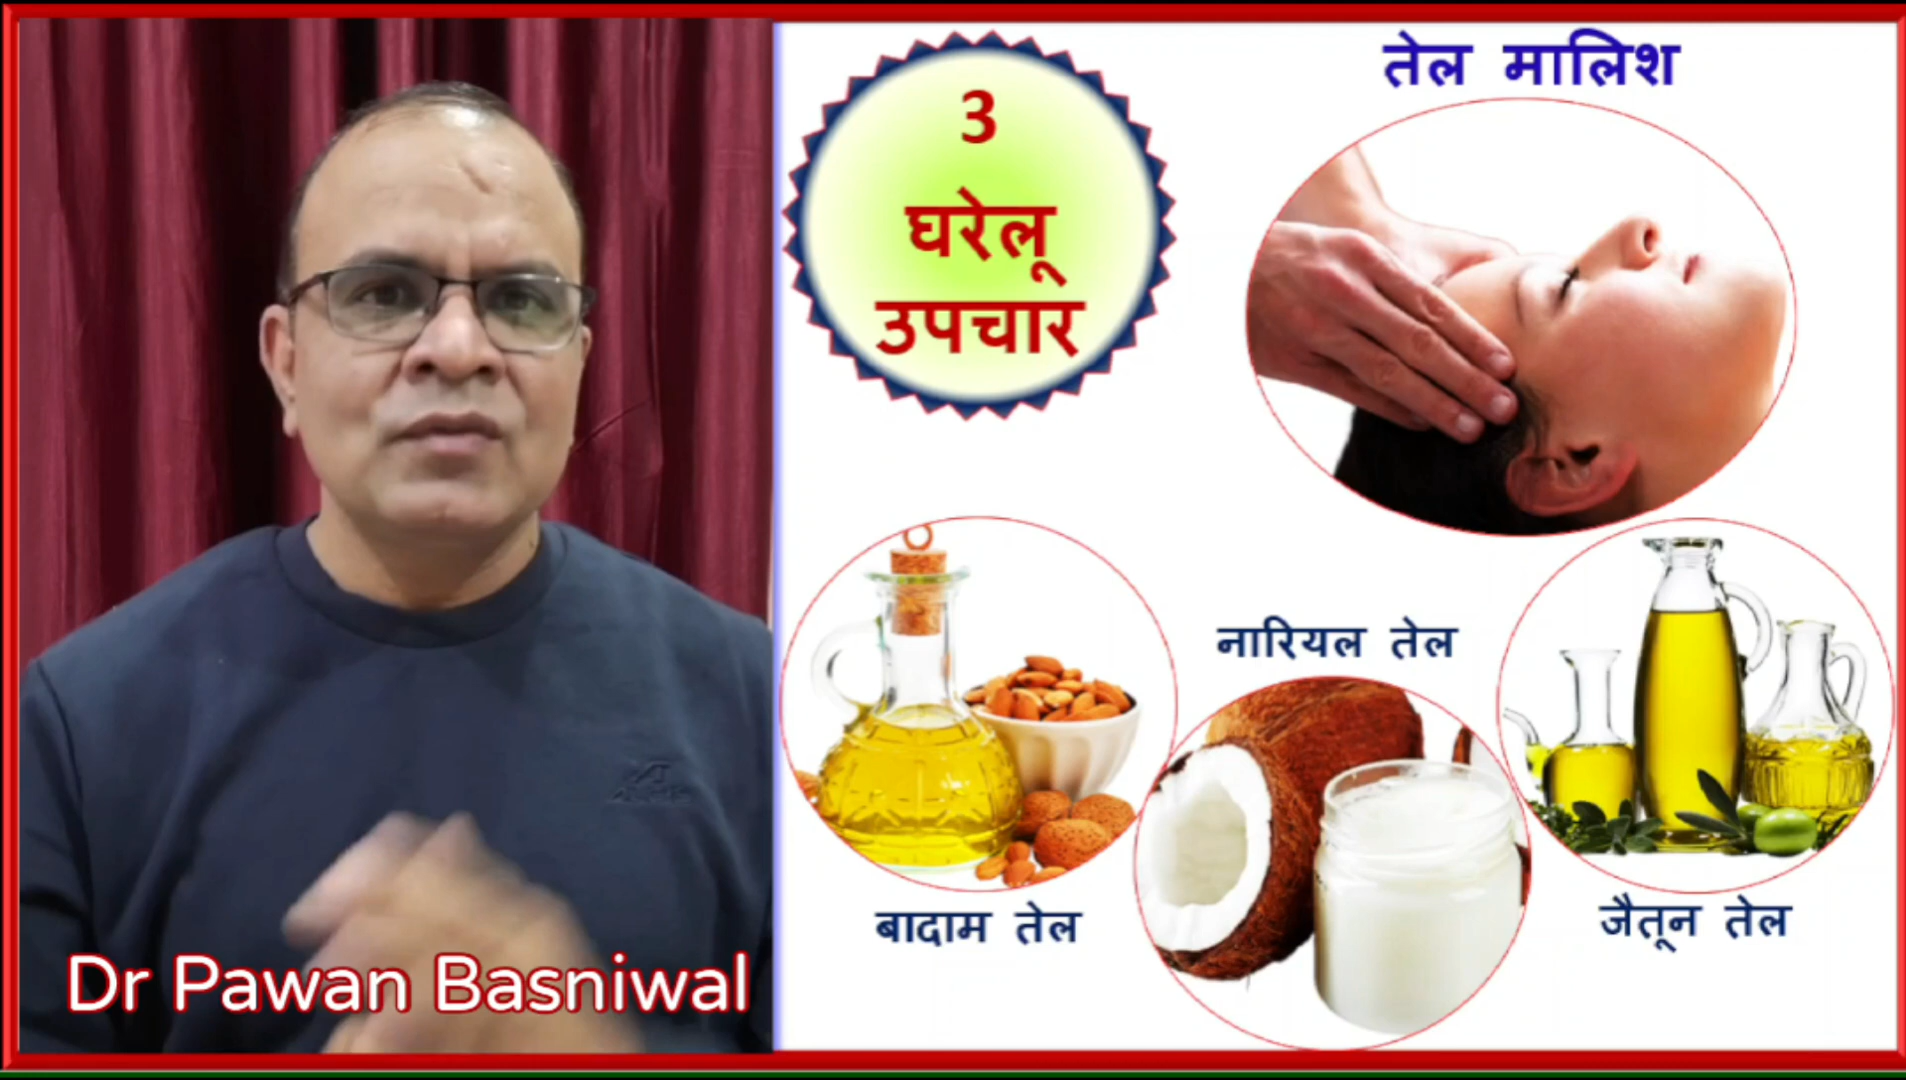 3
घरेलू
उपचार
तेल मालिश
नारियल तेल
बादाम तेल
जैतून तेल
Dr Pawan Basniwal